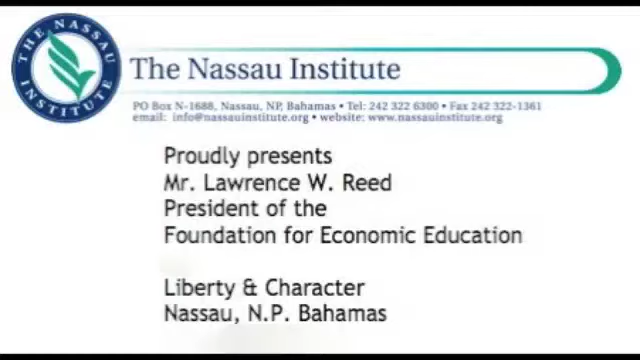 THE NASSAU INSTITUTE
The Nassau Institute
PO Box N-1688, Nassau, NP, Bahamas • Tel: 242 322 6300 • Fax 242 322-1361
email: info@nassauinstitute.org • website: www.nassauinstitute.org
Proudly presents
Mr. Lawrence W. Reed
President of the
Foundation for Economic Education
Liberty & Character
Nassau, N.P. Bahamas